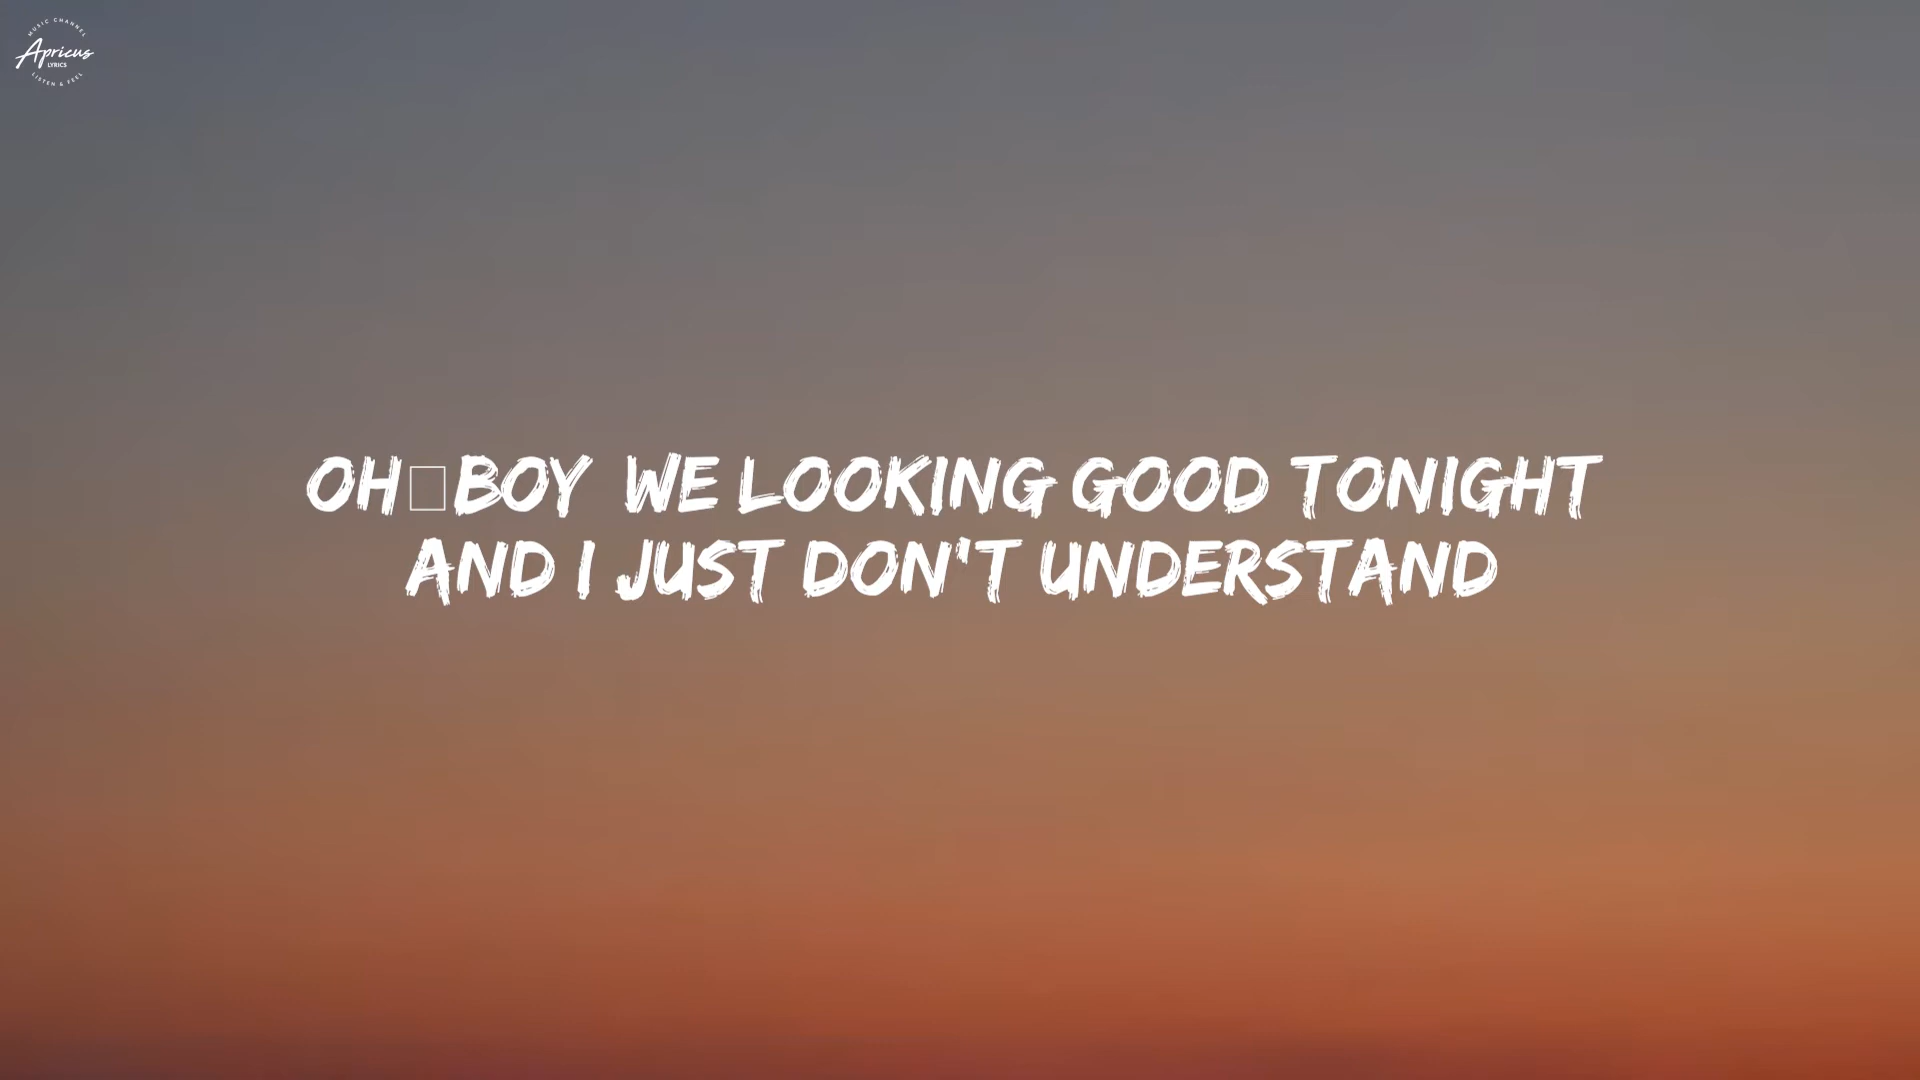 MUSIC CHANNEL
Apricus
LYRICS
LISTEN & FEEL
OH□BOY  WE LOOKING GOOD TONIGHT
AND I JUST DON'T UNDERSTAND